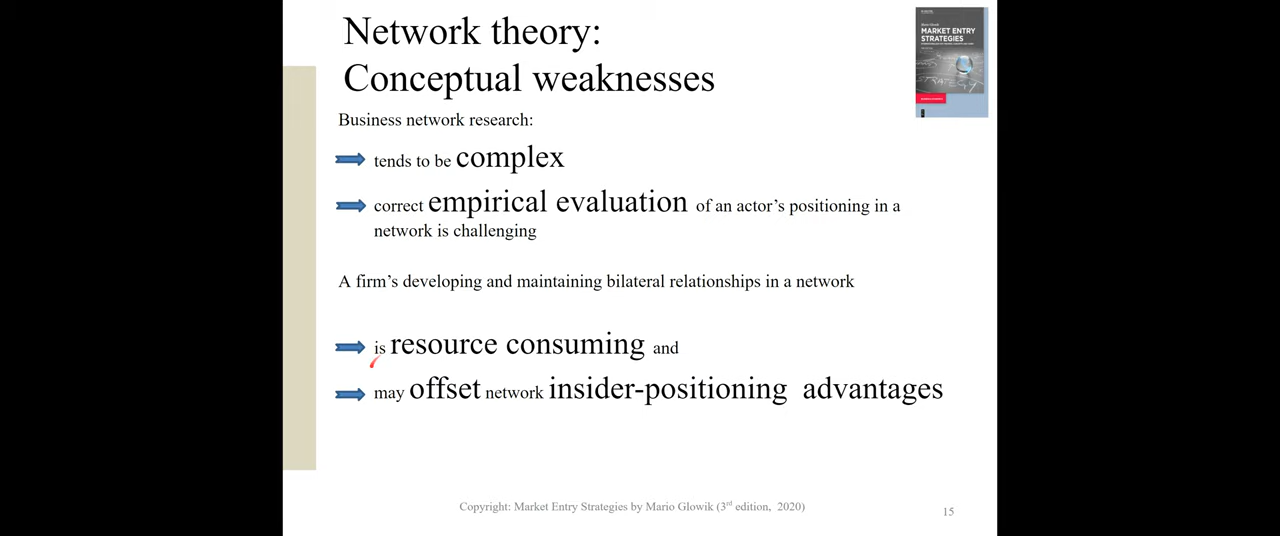 Network theory:
Conceptual weaknesses
MARKET ENTRY
STRATEGIES
STRATEGY
Business network research:
tends to be complex
correct empirical evaluation of an actor's positioning in a
network is challenging
A firm's developing and maintaining bilateral relationships in a network
is resource consuming and
may offset network insider-positioning advantages
Copyright: Market Entry Strategies by Mario Glowik (3rd edition, 2020)
15